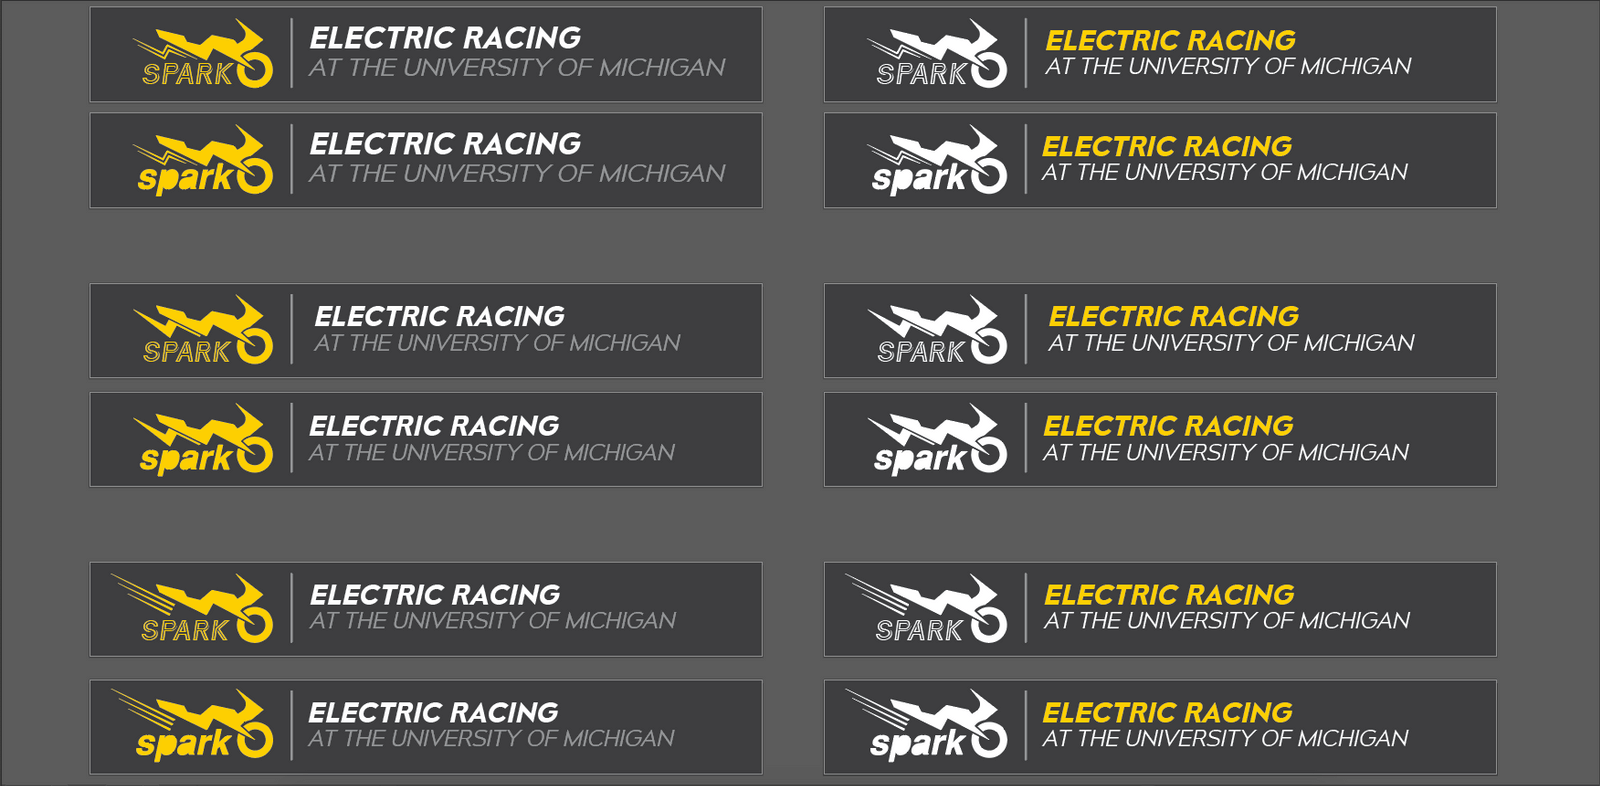 SPARK
ELECTRIC RACING
AT THE UNIVERSITY OF MICHIGAN
SPARK
ELECTRIC RACING
AT THE UNIVERSITY OF MICHIGAN
spark
ELECTRIC RACING
AT THE UNIVERSITY OF MICHIGAN
spark
ELECTRIC RACING
AT THE UNIVERSITY OF MICHIGAN
SPARK
ELECTRIC RACING
AT THE UNIVERSITY OF MICHIGAN
SPARK
ELECTRIC RACING
AT THE UNIVERSITY OF MICHIGAN
spark
ELECTRIC RACING
AT THE UNIVERSITY OF MICHIGAN
spark
ELECTRIC RACING
AT THE UNIVERSITY OF MICHIGAN
SPARK
ELECTRIC RACING
AT THE UNIVERSITY OF MICHIGAN
SPARK
ELECTRIC RACING
AT THE UNIVERSITY OF MICHIGAN
spark
ELECTRIC RACING
AT THE UNIVERSITY OF MICHIGAN
spark
ELECTRIC RACING
AT THE UNIVERSITY OF MICHIGAN